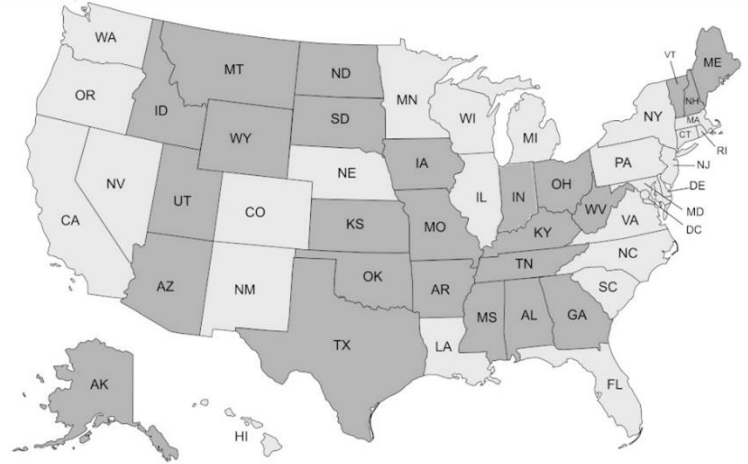 WA
MT
ND
MN
VT
ME
OR
ID
SD
WI
MI
NY
NH
MA
WY
CT
RI
IA
PA
NJ
NE
NV
UT
CO
IL
IN
OH
DE
WV
MD
CA
KS
MO
KY
VA
DC
NC
TN
AZ
NM
OK
AR
SC
MS
AL
GA
TX
LA
AK
FL
HI